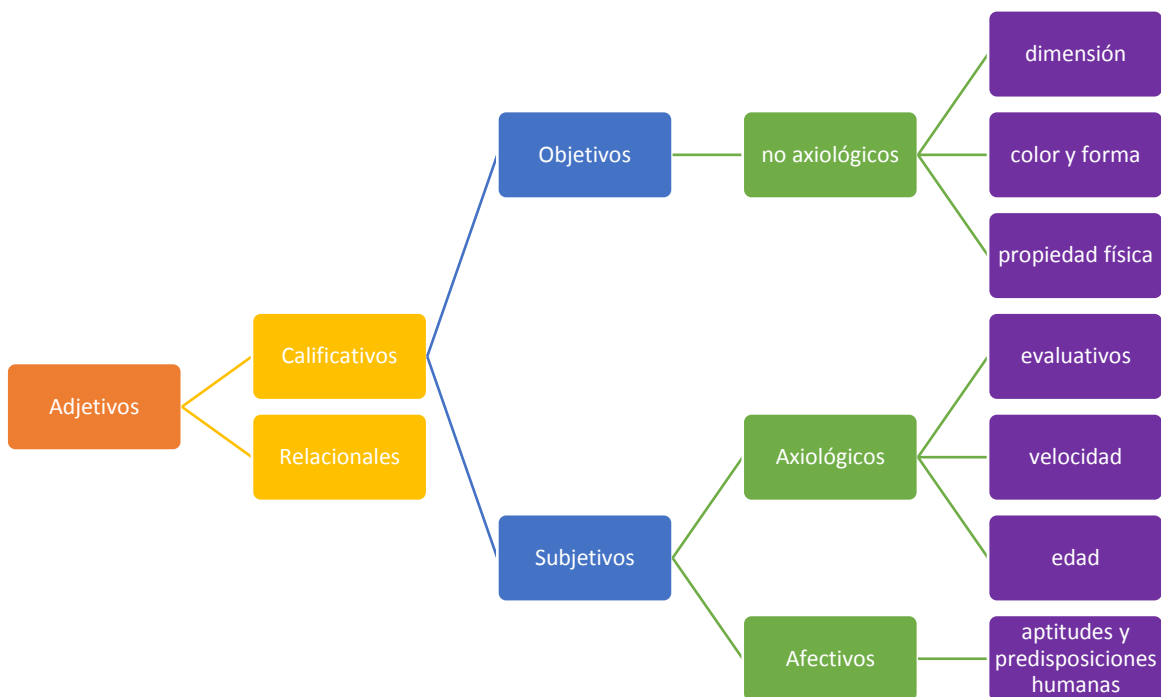 Adjetivos
Calificativos
Relacionales
Objetivos
Subjetivos
no axiológicos
Axiológicos
Afectivos
dimensión
color y forma
propiedad física
evaluativos
velocidad
edad
aptitudes y
predisposiciones
humanas